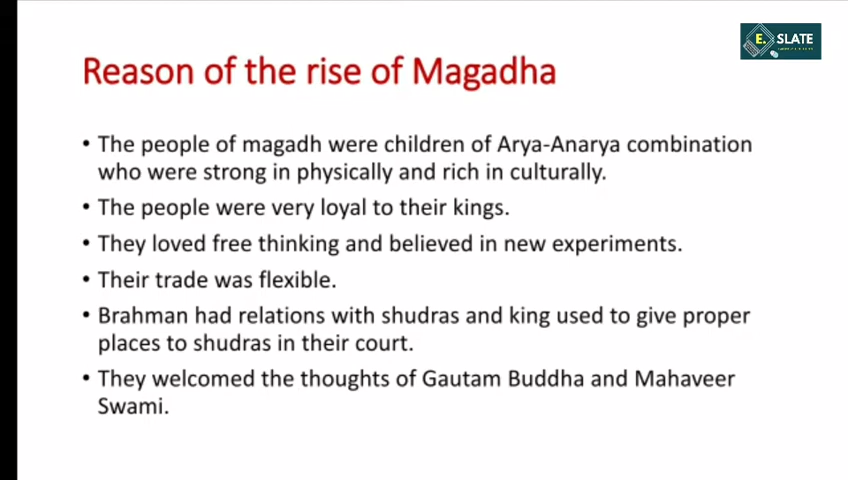 E. SLATE
Reason of the rise of Magadha
• The people of magadh were children of Arya-Anarya combination
who were strong in physically and rich in culturally.
• The people were very loyal to their kings.
• They loved free thinking and believed in new experiments.
• Their trade was flexible.
• Brahman had relations with shudras and king used to give proper
places to shudras in their court.
• They welcomed the thoughts of Gautam Buddha and Mahaveer
Swami.